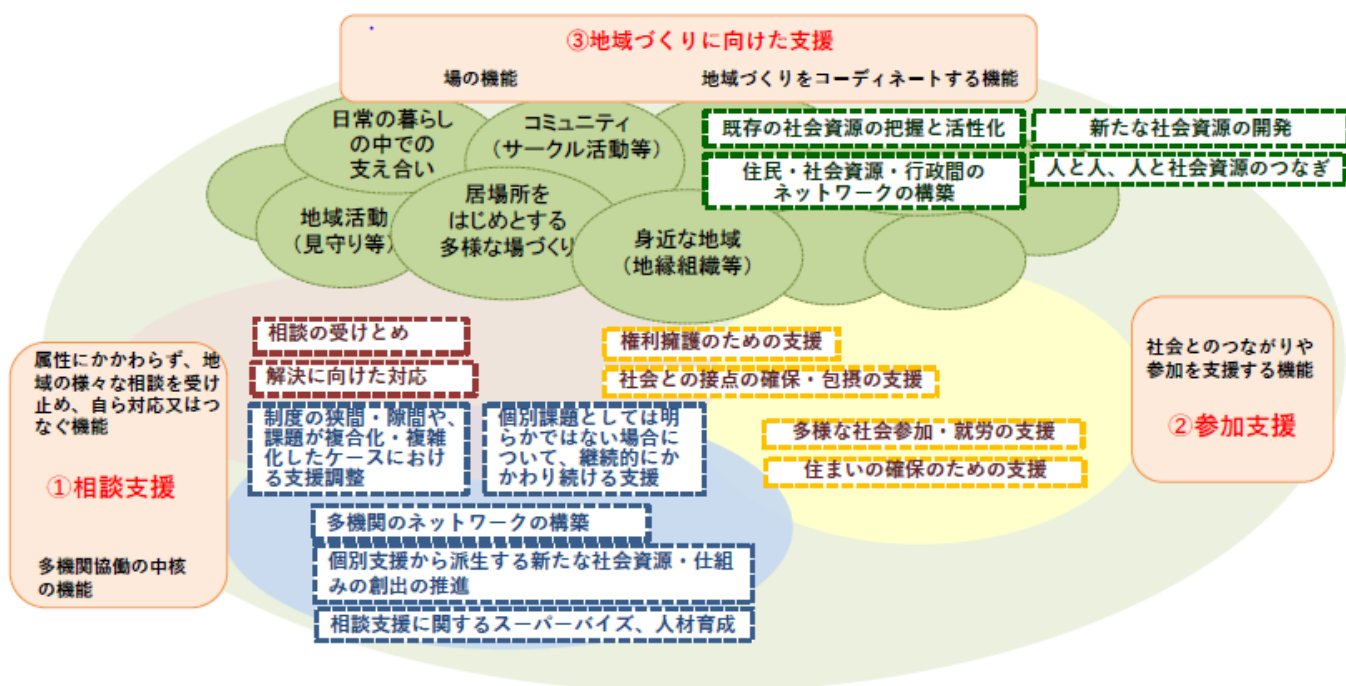 ③地域づくりに向けた支援
場の機能
地域づくりをコーディネートする機能
日常の暮らし
の中での
支え合い
コミュニティ
（サークル活動等）
既存の社会資源の把握と活性化
新たな社会資源の開発
住民・社会資源・行政間の
ネットワークの構築
人と人、人と社会資源のつなぎ
地域活動
（見守り等）
居場所を
はじめとする
多様な場づくり
身近な地域
（地縁組織等）
属性にかかわらず、地
域の様々な相談を受け
止め、自ら対応又はつ
なぐ機能
①相談支援
多機関協働の中核
の機能
相談の受けとめ
解決に向けた対応
制度の狭間・隙間や、
課題が複合化・複雑
化したケースにおけ
る支援調整
個別課題としては明
らかではない場合に
ついて、継続的にか
かわり続ける支援
多機関のネットワークの構築
個別支援から派生する新たな社会資源・仕組
みの創出の推進
相談支援に関するスーパーバイズ、人材育成
権利擁護のための支援
社会との接点の確保・包摂の支援
多様な社会参加・就労の支援
住まいの確保のための支援
社会とのつながりや
参加を支援する機能
②参加支援